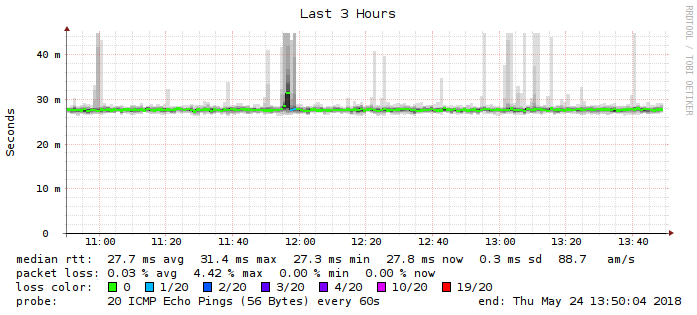 Last 3 Hours
RRDTOOL / TOBI OETIKER
Seconds
40 m
30 m
20 m
10 m
0
11:00 11:20 11:40 12:00 12:20 12:40 13:00 13:20 13:40
median rtt: 27.7 ms avg 31.4 ms max 27.3 ms min 27.8 ms now 0.3 ms sd 88.7 am/s
packet loss: 0.03 % avg 4.42 % max 0.00 % min 0.00 % now
loss color: 0 1/20 2/20 3/20 4/20 10/20 19/20
probe: 20 ICMP Echo Pings (56 Bytes) every 60s end: Thu May 24 13:50:04 2018